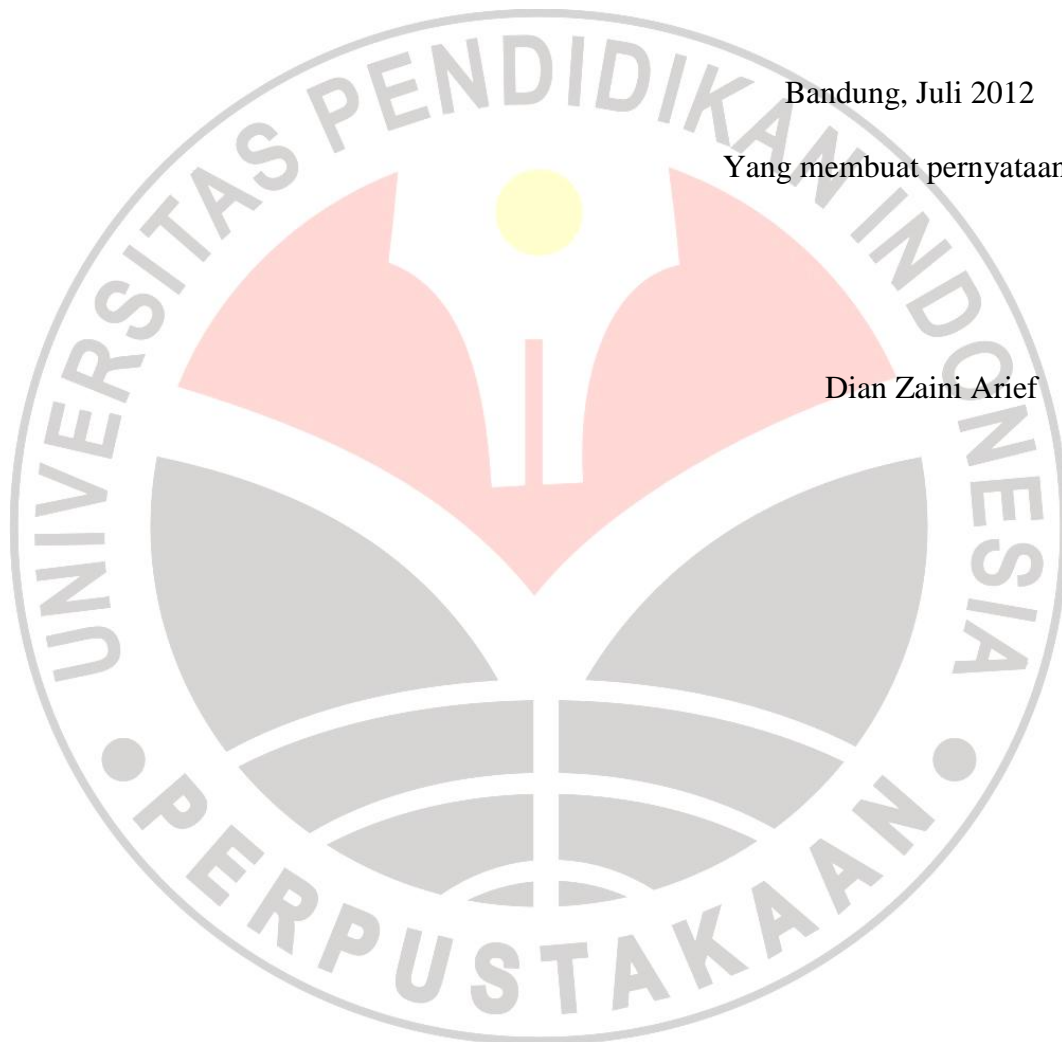 Bandung, Juli 2012
Yang membuat pernyataan
Dian Zaini Arief
UNIVERSITAS PENDIDIKAN INDONESIA
PERPUSTAKAAN